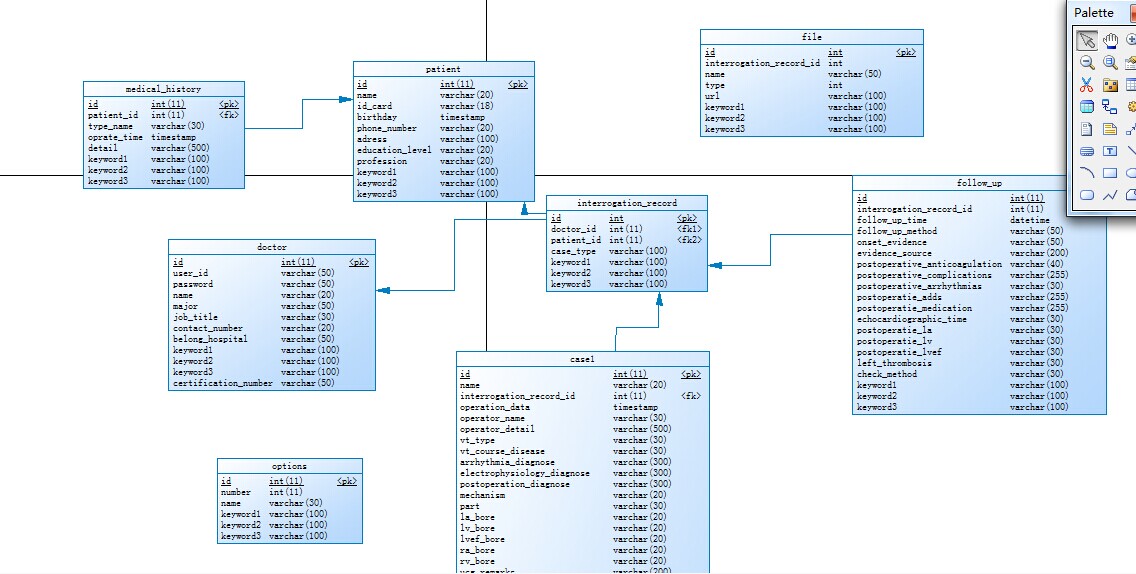 Palette
file
id int <pk>
interrogation_record_id int
name varchar(50)
type int
url varchar(100)
keyword1 varchar(100)
keyword2 varchar(100)
keyword3 varchar(100)
patient
id int(11) <pk>
name varchar(20)
id_card varchar(18)
birthday timestamp
phone_number varchar(20)
adress varchar(100)
education_level varchar(20)
profession varchar(20)
keyword1 varchar(100)
keyword2 varchar(100)
keyword3 varchar(100)
medical_history
id int(11) <pk>
patient_id int(11) <fk>
type_name varchar(30)
oprate_time timestamp
detail varchar(500)
keyword1 varchar(100)
keyword2 varchar(100)
keyword3 varchar(100)
follow_up
id int(11)
interrogation_record_id int(11)
follow_up_time datetime
follow_up_method varchar(50)
onset_evidence varchar(50)
evidence_source varchar(200)
postoperative_anticoagulation varchar(40)
postoperative_complications varchar(255)
postoperative_arrhythmias varchar(30)
postoperatie_adds varchar(255)
postoperatie_medication varchar(255)
echocardiographic_time varchar(30)
postoperatie_la varchar(30)
postoperatie_lv varchar(30)
postoperatie_lvef varchar(30)
left_thrombosis varchar(30)
check_method varchar(30)
keyword1 varchar(100)
keyword2 varchar(100)
keyword3 varchar(100)
interrogation_record
id int <pk>
doctor_id int(11) <fk1>
patient_id int(11) <fk2>
case_type varchar(100)
keyword1 varchar(100)
keyword2 varchar(100)
keyword3 varchar(100)
doctor
id int(11) <pk>
user_id varchar(50)
password varchar(50)
name varchar(20)
major varchar(50)
job_title varchar(30)
contact_number varchar(20)
belong_hospital varchar(50)
keyword1 varchar(100)
keyword2 varchar(100)
keyword3 varchar(100)
certification_number varchar(50)
case1
id int(11) <pk>
name varchar(20)
interrogation_record_id int(11) <fk>
operation_data timestamp
operator_name varchar(30)
operator_detail varchar(500)
vt_type varchar(30)
vt_course_disease varchar(30)
arrhythmia_diagnose varchar(300)
electrophysiology_diagnose varchar(300)
postoperation_diagnose varchar(300)
mechanism varchar(20)
part varchar(30)
la_bore varchar(20)
lv_bore varchar(20)
lvef_bore varchar(20)
ra_bore varchar(20)
rv_bore varchar(20)
options
id int(11) <pk>
number int(11)
name varchar(30)
keyword1 varchar(100)
keyword2 varchar(100)
keyword3 varchar(100)